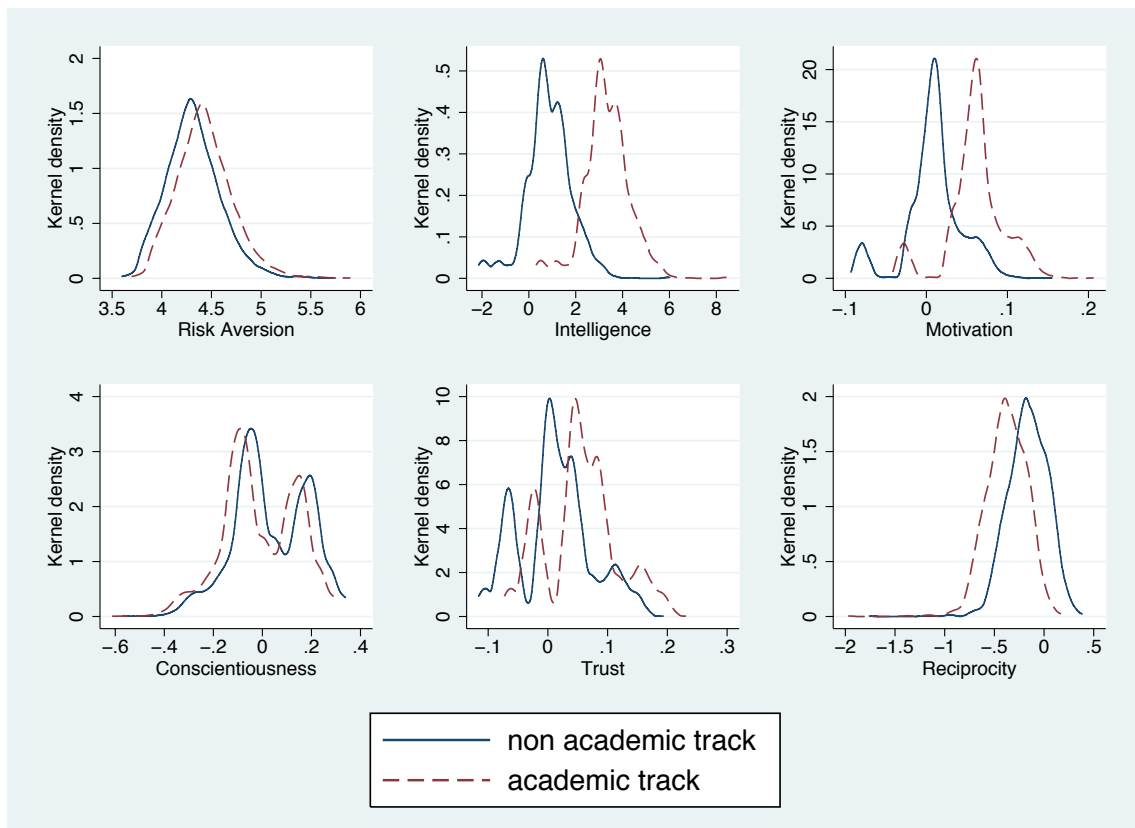 Kernel density
0 .5 1 1.5 2
3.5 4 4.5 5 5.5 6
Risk Aversion
Kernel density
0 .1 .2 .3 .4 .5
−2 0 2 4 6 8
Intelligence
Kernel density
0 5 10 15 20
−.1 0 .1 .2
Motivation
Kernel density
0 1 2 3 4
−.6 −.4 −.2 0 .2 .4
Conscientiousness
Kernel density
0 2 4 6 8 10
−.1 0 .1 .2 .3
Trust
Kernel density
0 .5 1 1.5 2
−2 −1.5 −1 −.5 0 .5
Reciprocity
non academic track
academic track